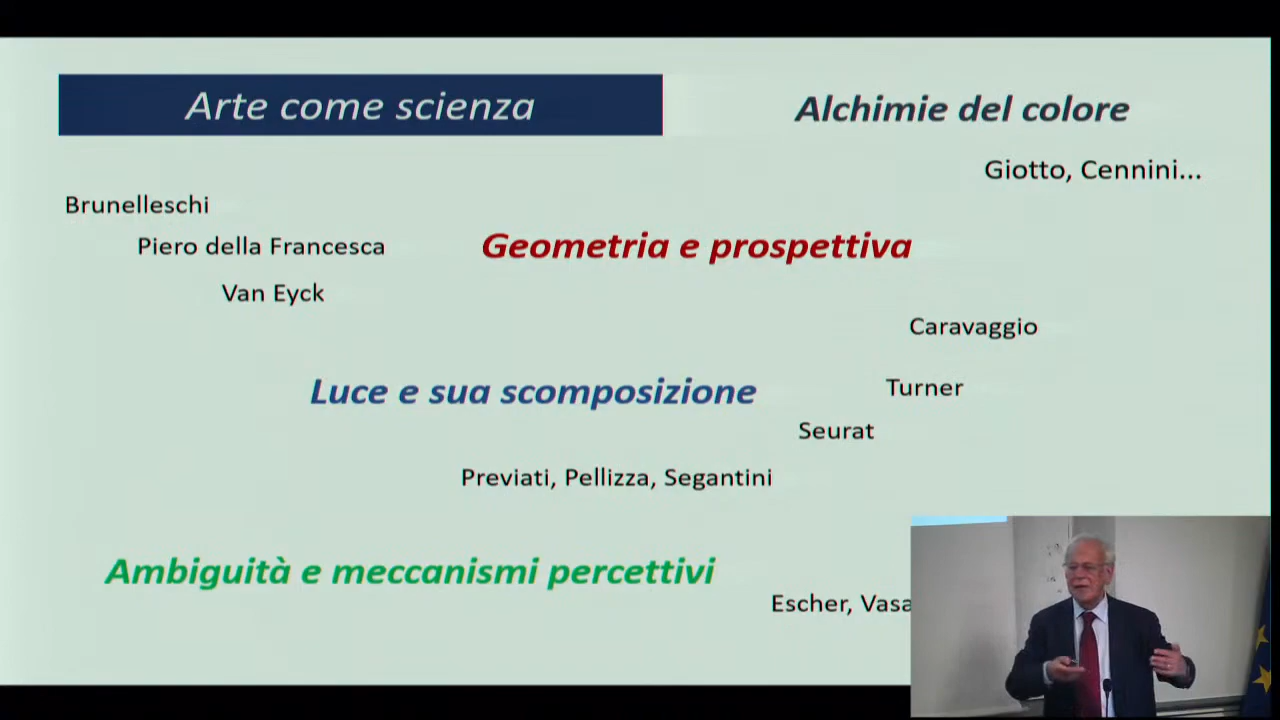 Arte come scienza
Alchimie del colore
Giotto, Cennini...
Brunelleschi
Piero della Francesca
Geometria e prospettiva
Van Eyck
Caravaggio
Luce e sua scomposizione
Turner
Seurat
Previati, Pellizza, Segantini
Ambiguità e meccanismi percettivi
Escher,